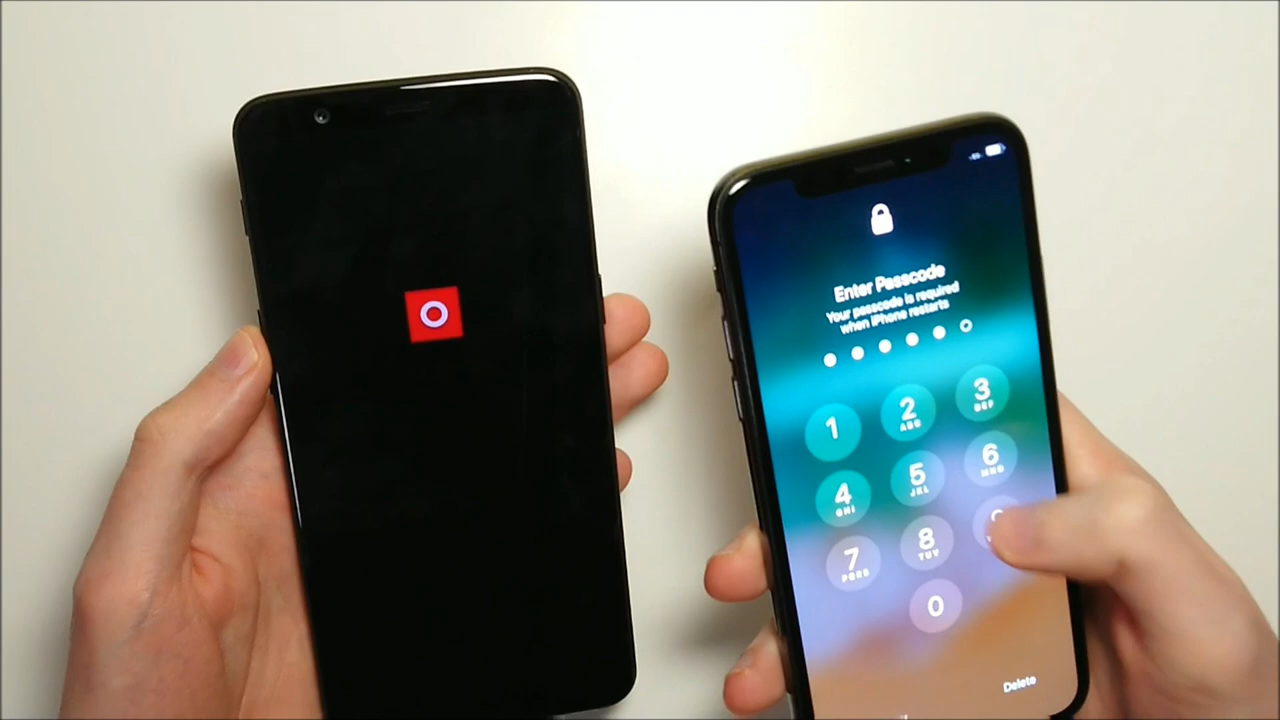 Enter Passcode
Your passcode is required
when iPhone restarts
1
2
ABC
3
DEF
4
GHI
5
JKL
6
MNO
7
PQRS
8
TUV
0
Delete